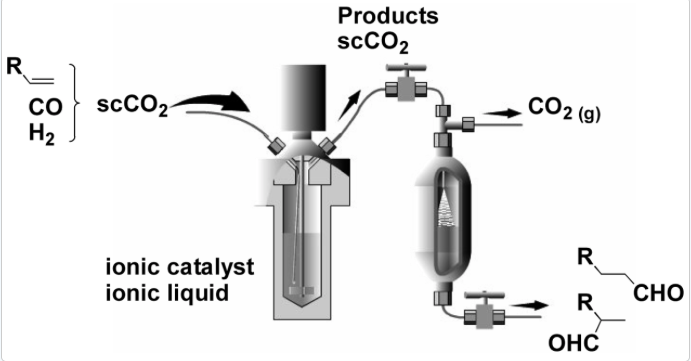 Products
scCO₂
R
CO
H₂
scCO₂
CO₂ (g)
ionic catalyst
ionic liquid
R
CHO
R
OHC